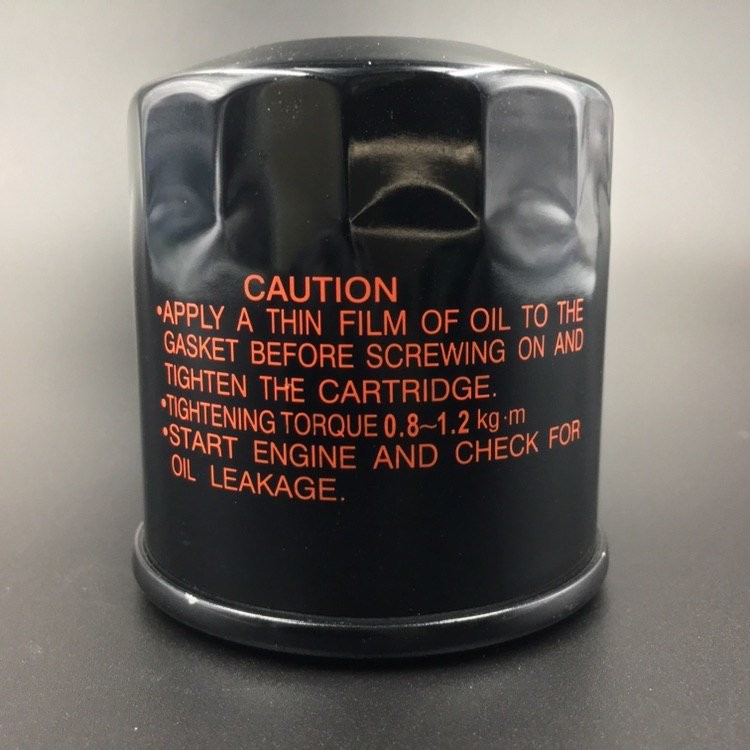 CAUTION
•APPLY A THIN FILM OF OIL TO THE
GASKET BEFORE SCREWING ON AND
TIGHTEN THE CARTRIDGE.
•TIGHTENING TORQUE 0.8~1.2 kg·m
•START ENGINE AND CHECK FOR
OIL LEAKAGE.